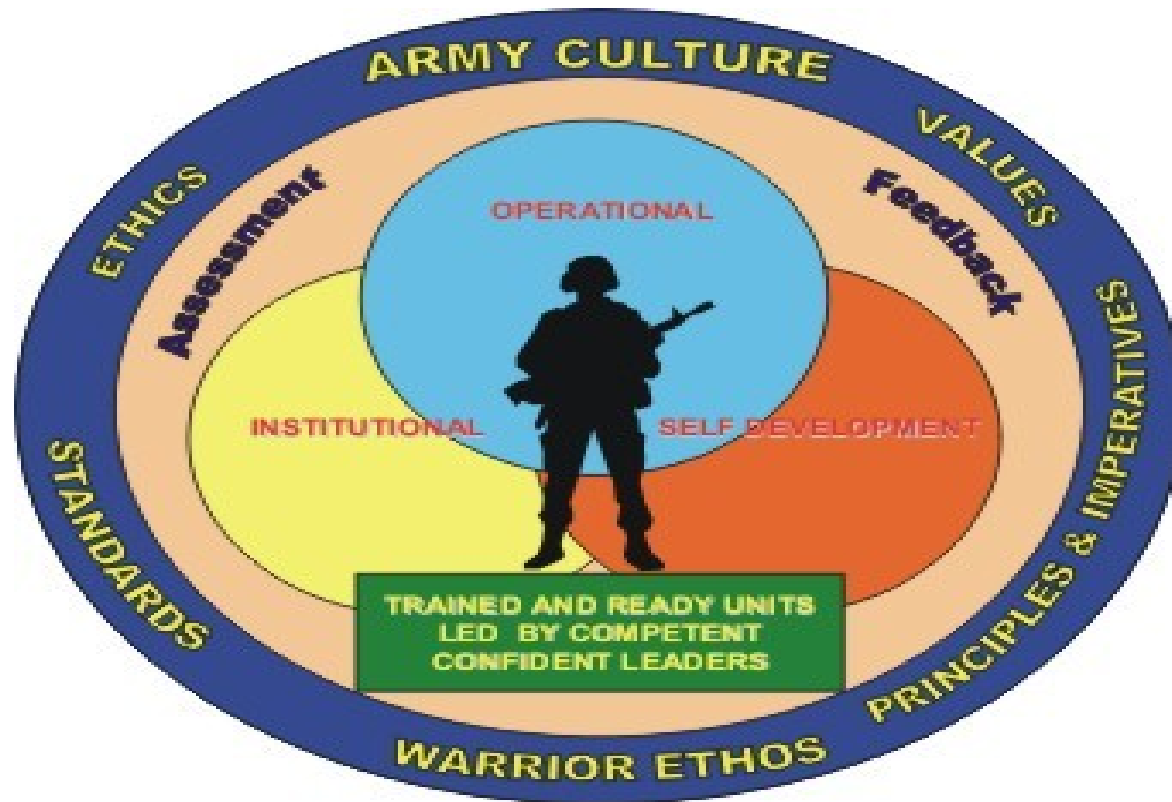 ARMY CULTURE
VALUES
PRINCIPLES & IMPERATIVES
WARRIOR ETHOS
STANDARDS
ETHICS
Assessment
Feedback
OPERATIONAL
INSTITUTIONAL
SELF DEVELOPMENT
TRAINED AND READY UNITS
LED BY COMPETENT
CONFIDENT LEADERS